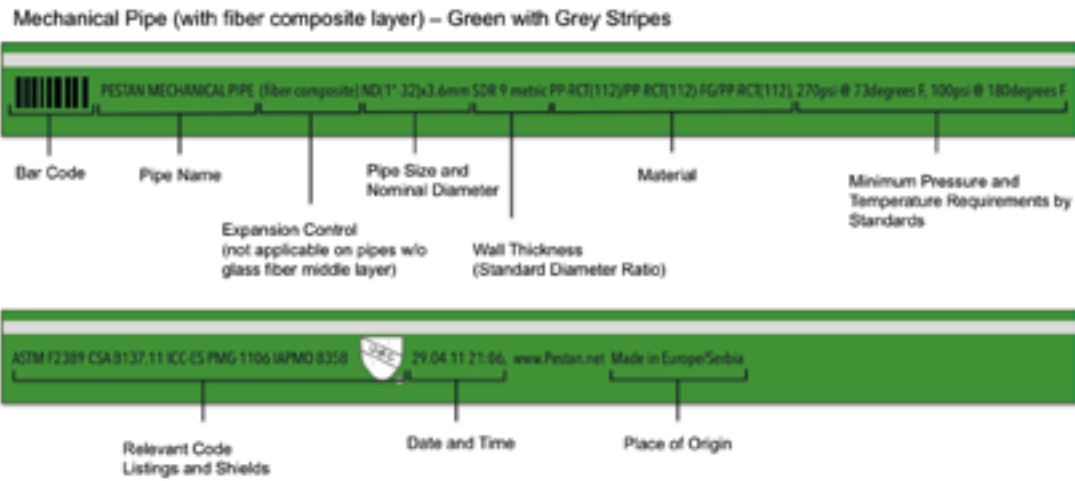 Mechanical Pipe (with fiber composite layer) – Green with Grey Stripes
PESTAN MECHANICAL PIPE (fiber composite) ND(1"-32)x3.6mm SDR 9 metric PP-RCT(112)/PP-RCT(112) FG/PP-RCT(112), 270psi @ 73degrees F, 100psi @ 180degrees F
Bar Code
Pipe Name
Pipe Size and
Nominal Diameter
Material
Minimum Pressure and
Temperature Requirements by
Standards
Expansion Control
(not applicable on pipes w/o
glass fiber middle layer)
Wall Thickness
(Standard Diameter Ratio)
ASTM F2389 CSA B137.11 ICC-ES PMG-1106 IAPMO 8358 29.04.11 21:06, www.Pestan.net Made in Europe/Serbia
Relevant Code
Listings and Shields
Date and Time
Place of Origin